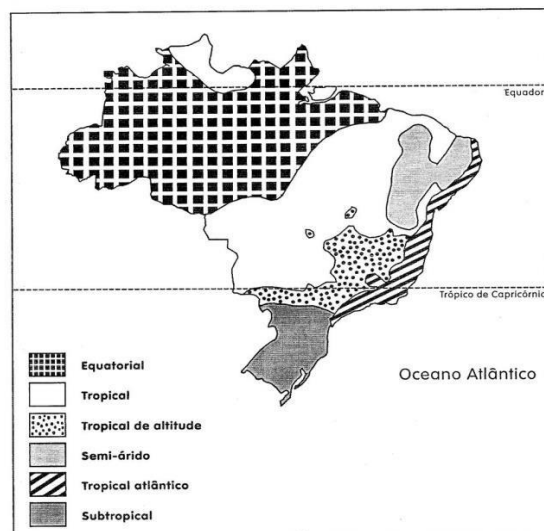 Equador
Trópico de Capricórnio
Oceano Atlântico
Equatorial
Tropical
Tropical de altitude
Semi-árido
Tropical atlântico
Subtropical